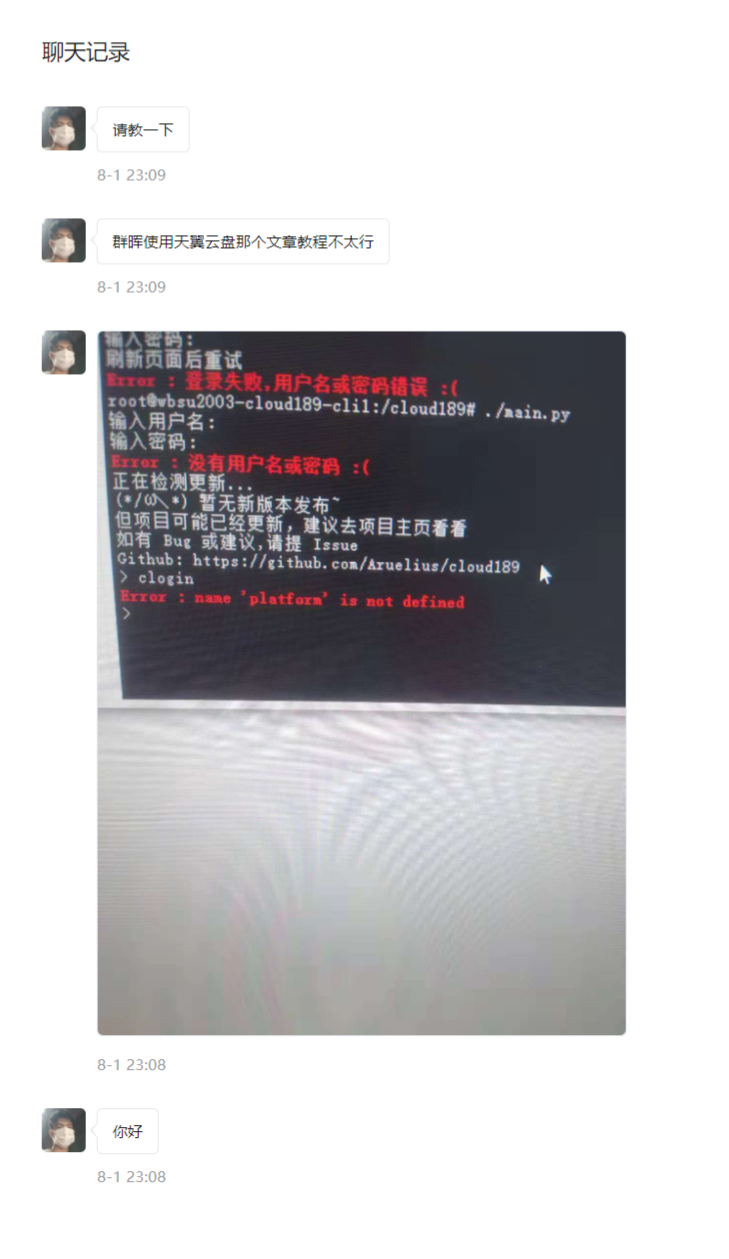 聊天记录
请教一下
8-1 23:09
群晖使用天翼云盘那个文章教程不太行
8-1 23:09
输入密码:
刷新页面后重试
Error : 登录失败,用户名或密码错误 :(
root@wbsu2003-cloud189-cli1:/cloud189# ./main.py
输入用户名:
输入密码:
Error : 没有用户名或密码 :(
正在检测更新...
(*/ω＼*) 暂无新版本发布~
但项目可能已经更新，建议去项目主页看看
如有 Bug 或建议,请提 Issue
Github: https://github.com/Aruelius/cloud189
> clogin
Error : name 'platform' is not defined
>
8-1 23:08
你好
8-1 23:08